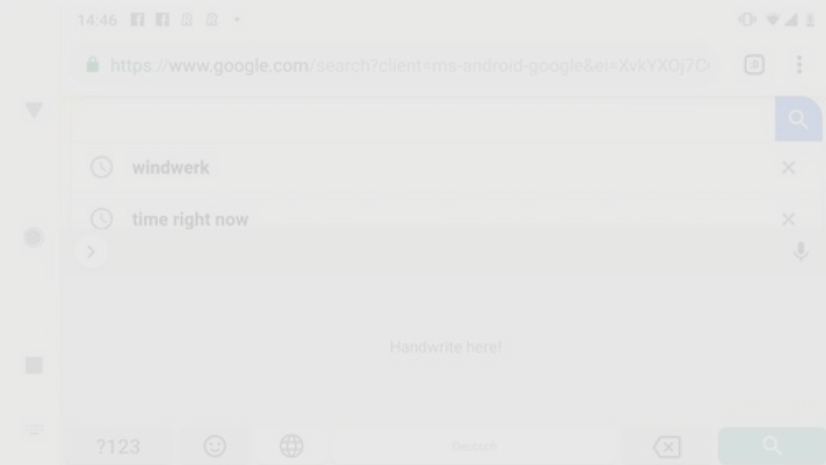 14:46
https://www.google.com/search?client=ms-android-google&ei=XvkYXOj7C
windwerk
time right now
Handwrite here!
?123
Deutsch